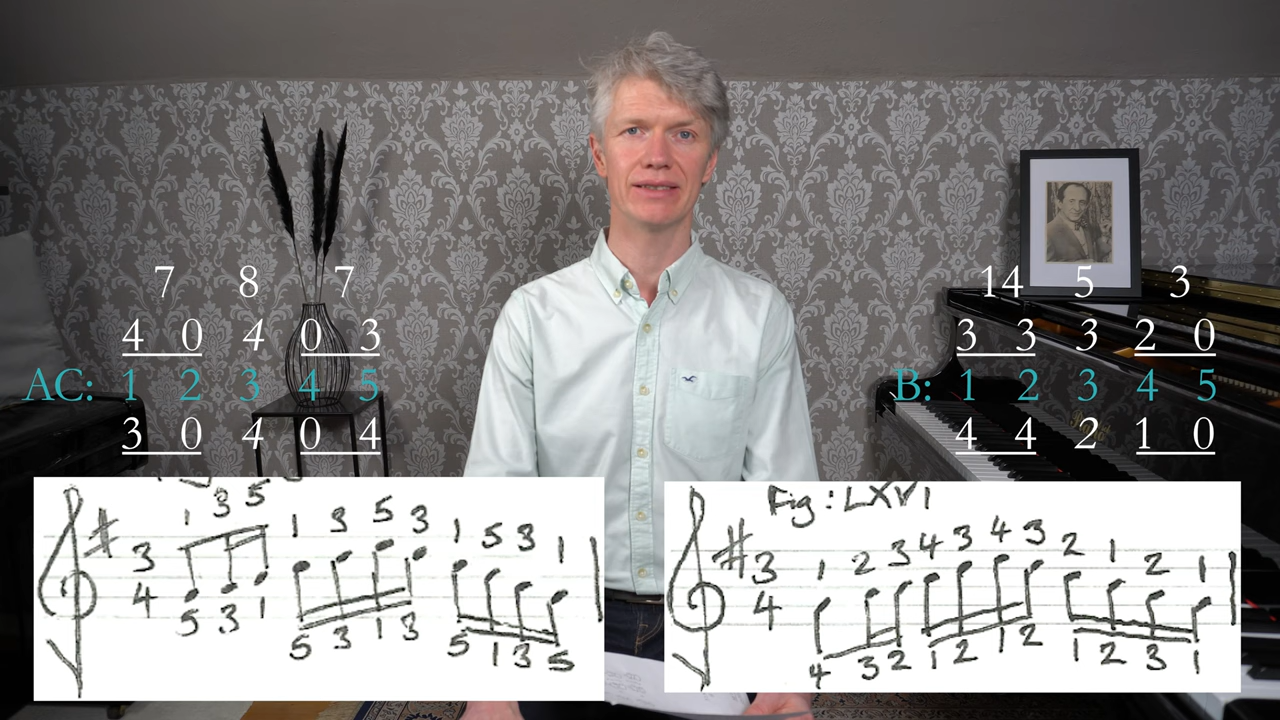 7 8 7
4 0 4 0 3
AC: 1 2 3 4 5
3 0 4 0 4
1 3 5 1 3 5 3 1 5 3 1
3
4
5 3 1 5 3 1 3 5 1 3 5
14 5 3
3 3 3 2 0
B: 1 2 3 4 5
4 4 2 1 0
Fig: LXVI
1 2 3 4 3 4 3 2 1 2 1
3
4
4 3 2 1 2 1 2 1 2 3 1